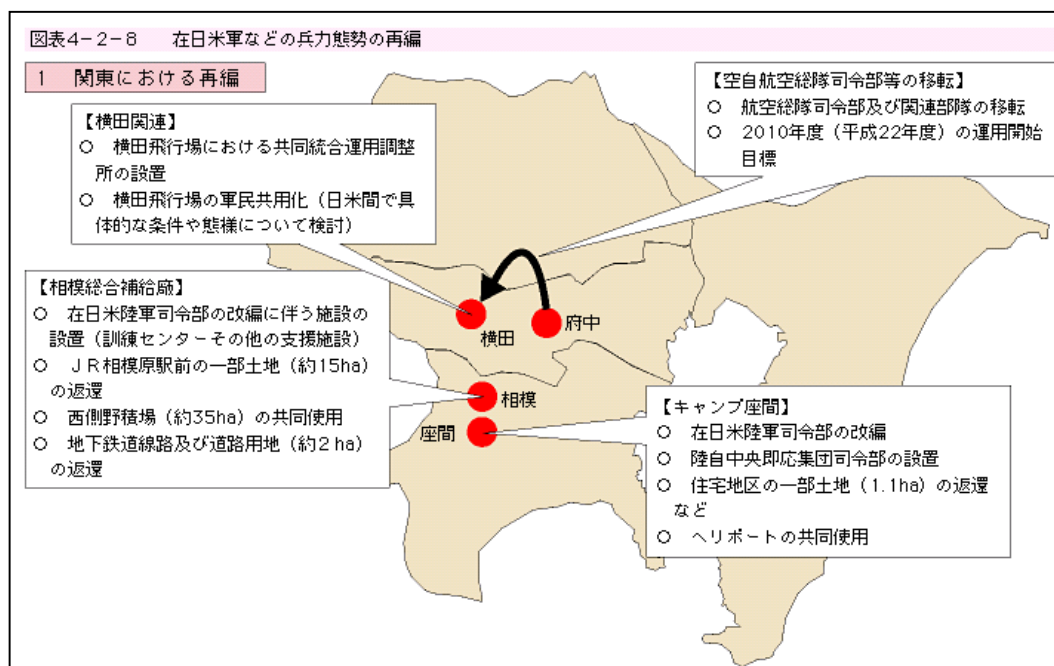 図表4-2-8 在日米軍などの兵力態勢の再編
1 関東における再編
【横田関連】
○ 横田飛行場における共同統合運用調整
所の設置
○ 横田飛行場の軍民共用化（日米間で具
体的な条件や態様について検討）
【空自航空総隊司令部等の移転】
○ 航空総隊司令部及び関連部隊の移転
○ 2010年度（平成22年度）の運用開始
目標
【相模総合補給廠】
○ 在日米陸軍司令部の改編に伴う施設の
設置（訓練センターその他の支援施設）
○ JR相模原駅前の一部土地（約15ha）
の返還
○ 西側野積場（約35ha）の共同使用
○ 地下鉄道線路及び道路用地（約2ha）
の返還
横田
府中
相模
座間
【キャンプ座間】
○ 在日米陸軍司令部の改編
○ 陸自中央即応集団司令部の設置
○ 住宅地区の一部土地（1.1ha）の返還
など
○ ヘリポートの共同使用